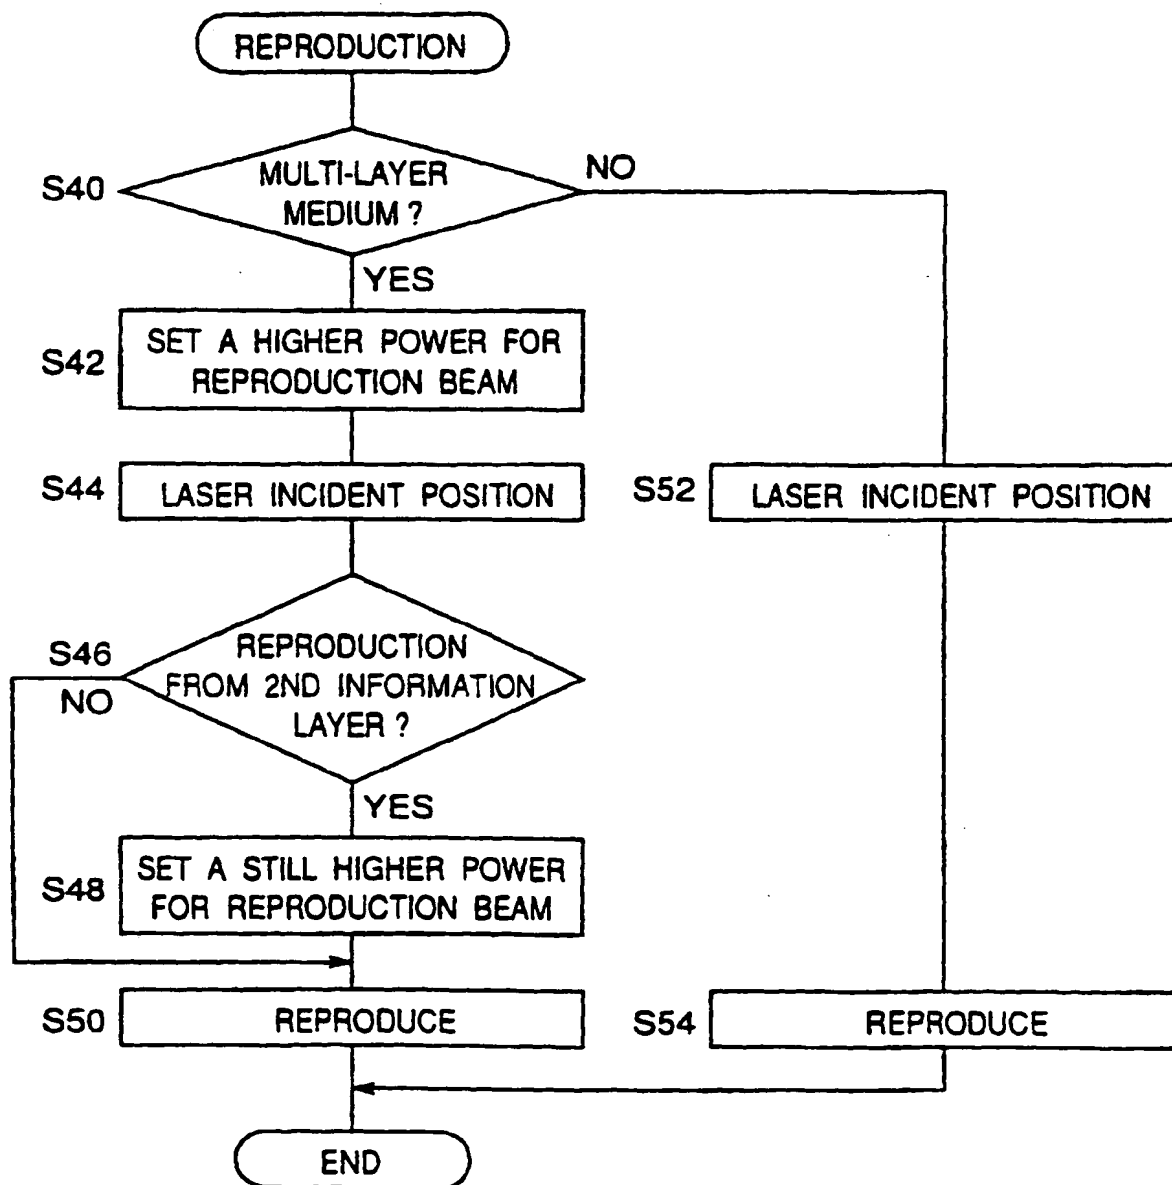 REPRODUCTION
S40
MULTI-LAYER
MEDIUM ?
NO
YES
S42
SET A HIGHER POWER FOR
REPRODUCTION BEAM
S44
LASER INCIDENT POSITION
S52
LASER INCIDENT POSITION
S46
NO
REPRODUCTION
FROM 2ND INFORMATION
LAYER ?
YES
S48
SET A STILL HIGHER POWER
FOR REPRODUCTION BEAM
S50
REPRODUCE
S54
REPRODUCE
END